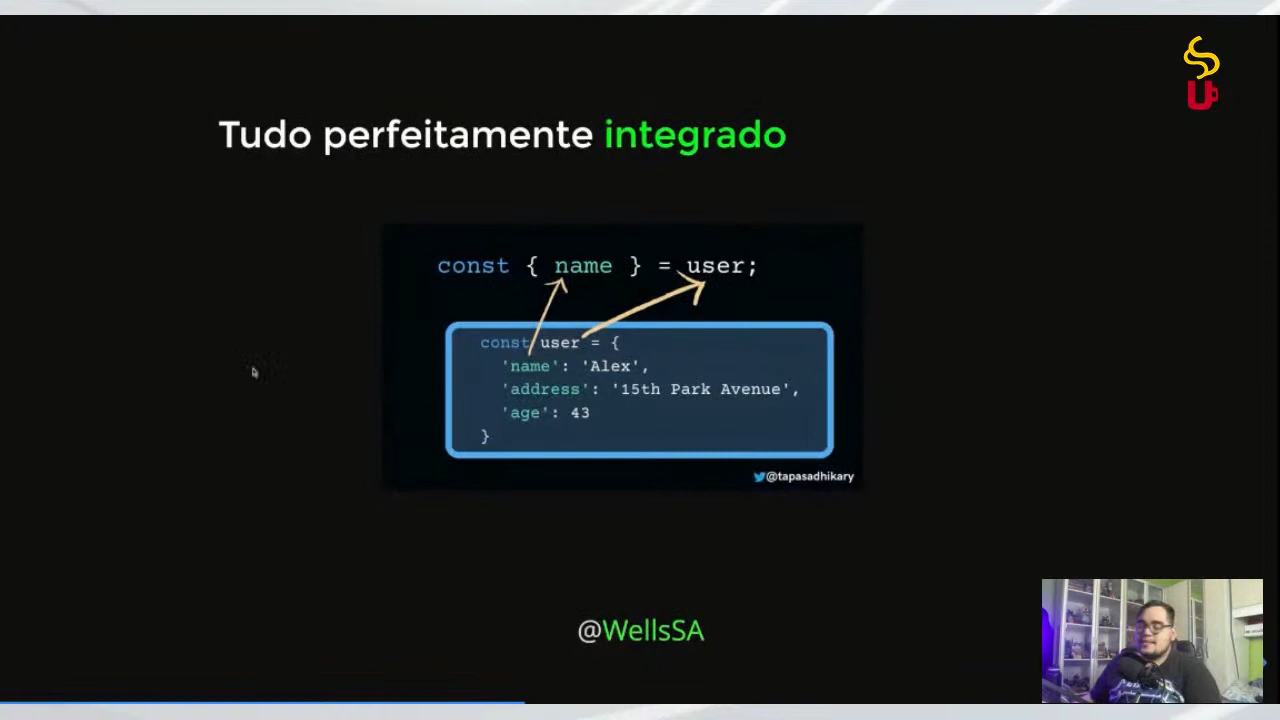 Tudo perfeitamente integrado
const { name } = user;
const user = {
'name': 'Alex',
'address': '15th Park Avenue',
'age': 43
}
@tapasadhikary
@WellsSA